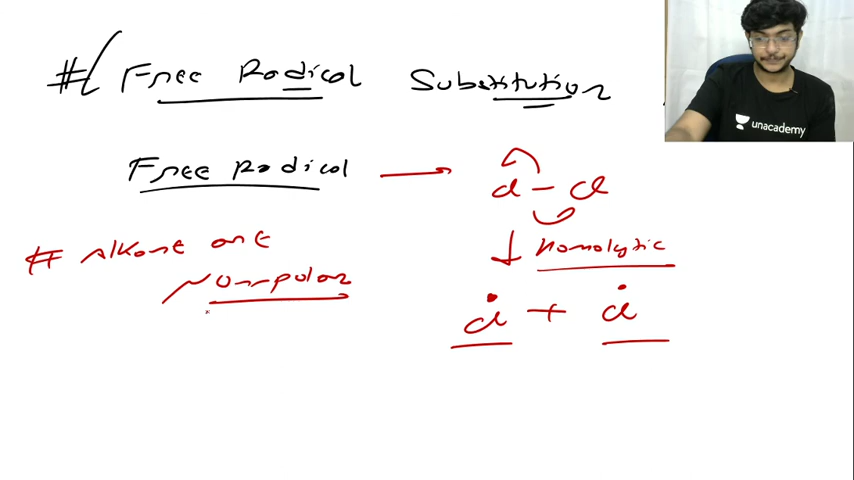 # Free Radical Substitution
unacademy
Free Radical → Cl - Cl
# Alkane are
Non-polar
↓ homolytic
Cl• + Cl•